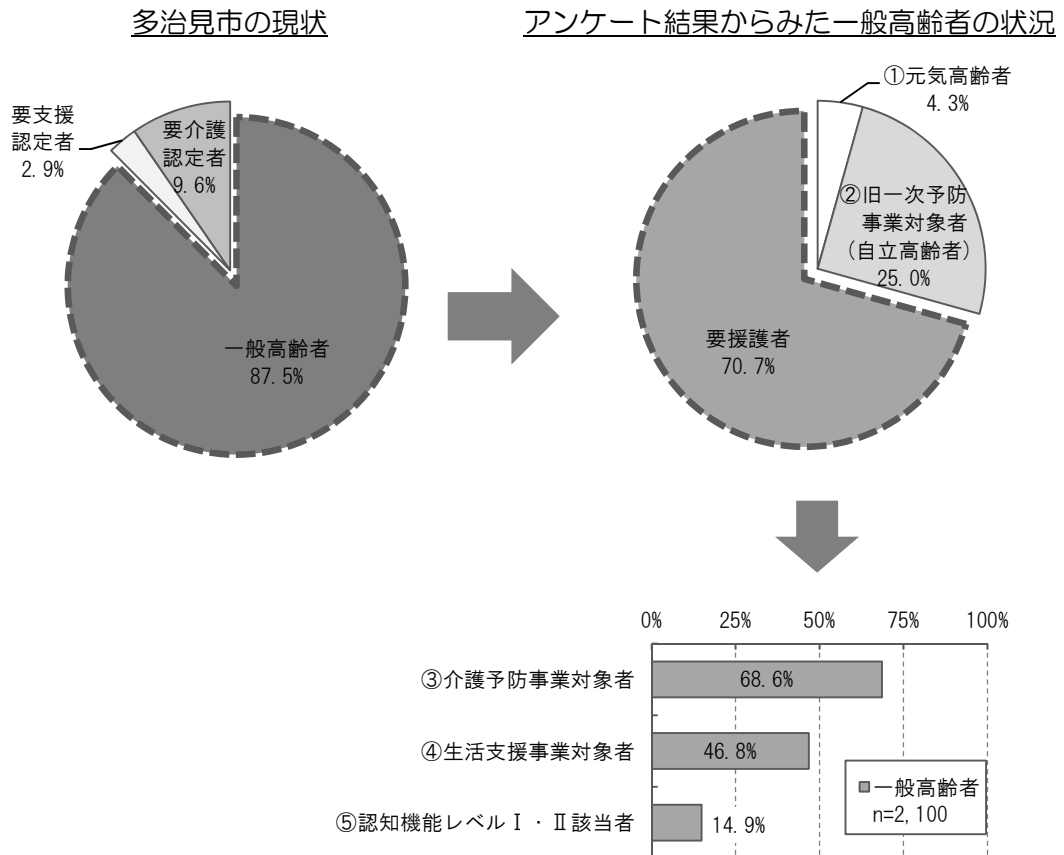 多治見市の現状
アンケート結果からみた一般高齢者の状況
要支援
認定者
2.9%
要介護
認定者
9.6%
一般高齢者
87.5%
①元気高齢者
4.3%
②旧一次予防
事業対象者
(自立高齢者)
25.0%
要援護者
70.7%
0% 25% 50% 75% 100%
③介護予防事業対象者 68.6%
④生活支援事業対象者 46.8%
⑤認知機能レベルⅠ・Ⅱ該当者 14.9%
一般高齢者
n=2,100